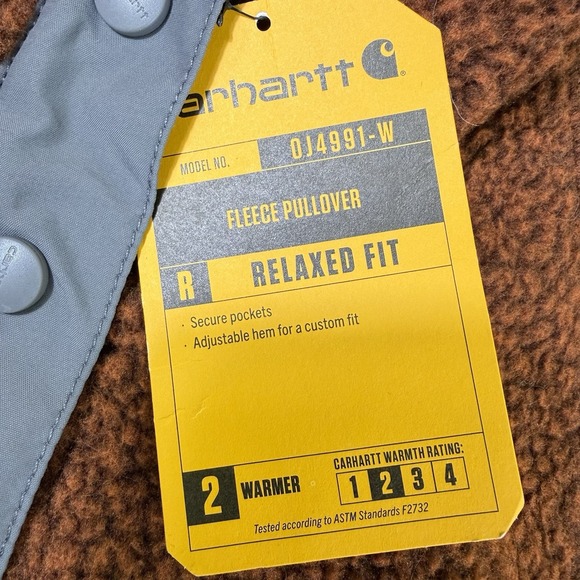 carhartt
MODEL NO. OJ4991-W
FLEECE PULLOVER
R RELAXED FIT
· Secure pockets
· Adjustable hem for a custom fit
2 WARMER
CARHARTT WARMTH RATING:
1 2 3 4
Tested according to ASTM Standards F2732